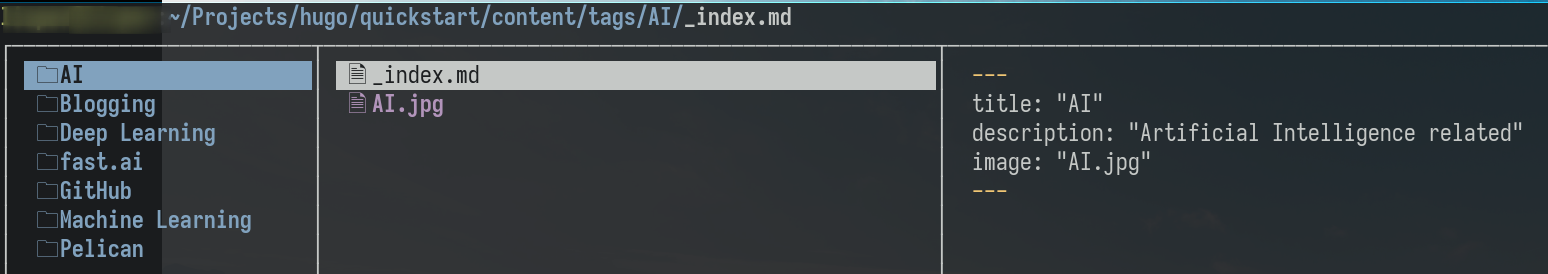 ~/Projects/hugo/quickstart/content/tags/AI/_index.md
AI
Blogging
Deep Learning
fast.ai
GitHub
Machine Learning
Pelican
_index.md
AI.jpg
---
title: "AI"
description: "Artificial Intelligence related"
image: "AI.jpg"
---